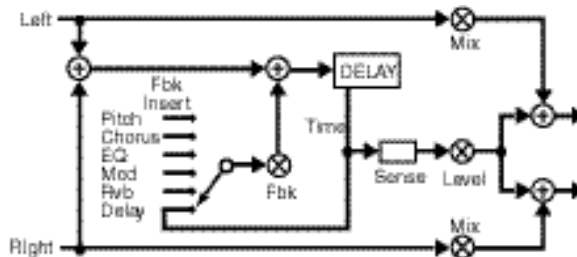 Left
Mix
DELAY
Fbk
Insert
Pitch
Chorus
EQ
Mod
Rvb
Delay
Time
Fbk
Sense
Level
Mix
Right